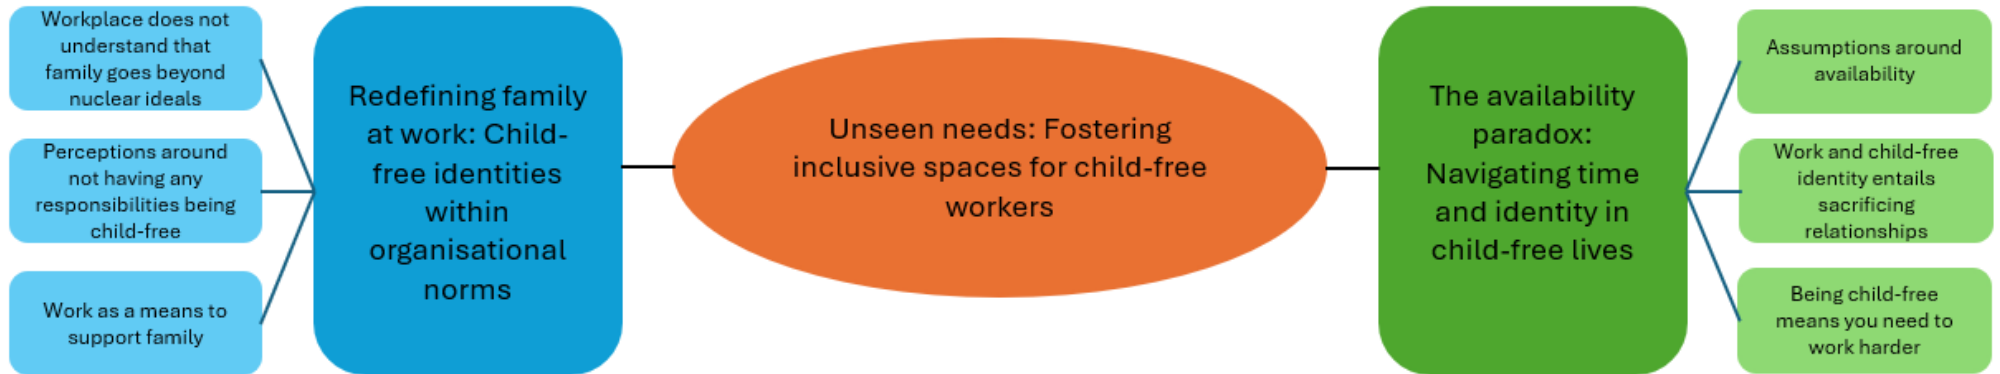 Workplace does not
understand that
family goes beyond
nuclear ideals
Perceptions around
not having any
responsibilities being
child-free
Work as a means to
support family
Redefining family
at work: Child-
free identities
within
organisational
norms
Unseen needs: Fostering
inclusive spaces for child-free
workers
The availability
paradox:
Navigating time
and identity in
child-free lives
Assumptions around
availability
Work and child-free
identity entails
sacrificing
relationships
Being child-free
means you need to
work harder